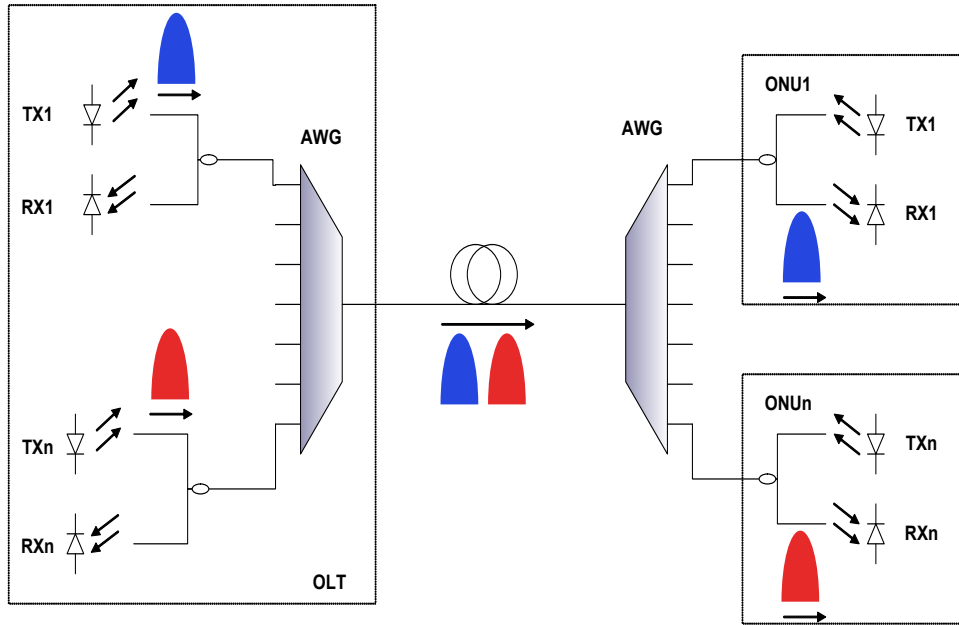 TX1
RX1
AWG
TXn
RXn
OLT
AWG
ONU1
TX1
RX1
ONUn
TXn
RXn